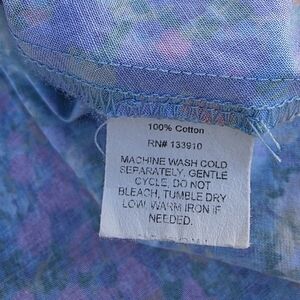 100% Cotton
RN# 133910
MACHINE WASH COLD
SEPARATELY, GENTLE
CYCLE, DO NOT
BLEACH, TUMBLE DRY
LOW, WARM IRON IF
NEEDED.